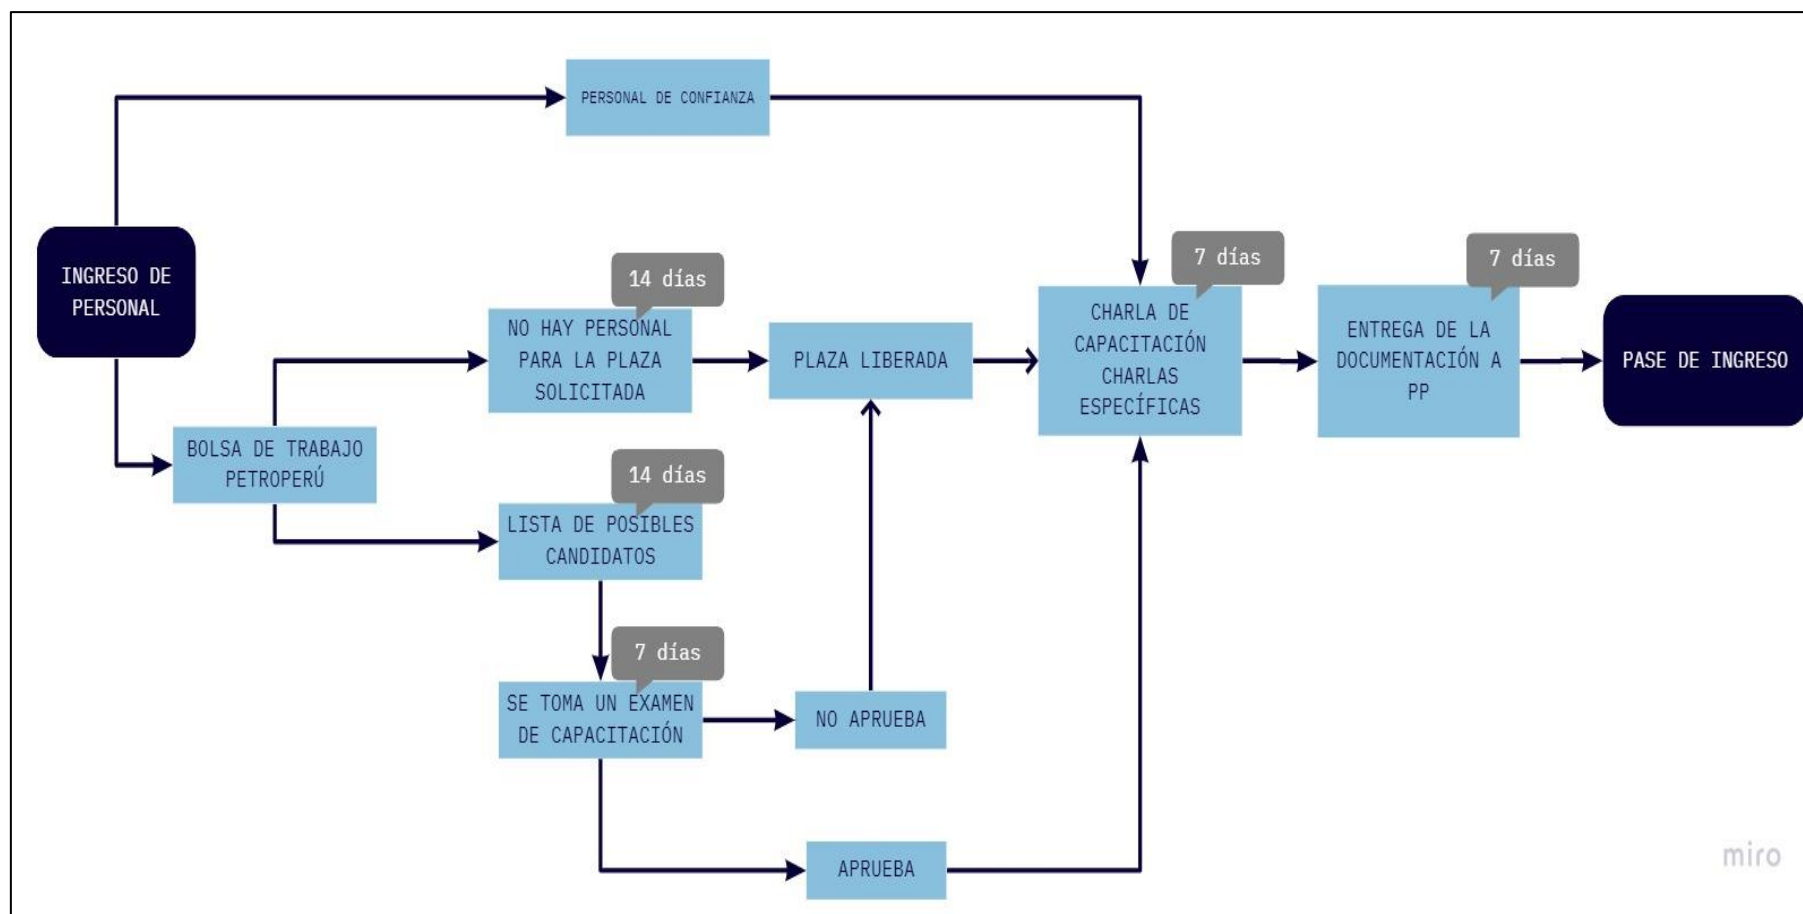 PERSONAL DE CONFIANZA
INGRESO DE
PERSONAL
14 días
NO HAY PERSONAL
PARA LA PLAZA
SOLICITADA
PLAZA LIBERADA
7 días
CHARLA DE
CAPACITACIÓN
CHARLAS
ESPECÍFICAS
7 días
ENTREGA DE LA
DOCUMENTACIÓN A
PP
PASE DE INGRESO
BOLSA DE TRABAJO
PETROPERÚ
14 días
LISTA DE POSIBLES
CANDIDATOS
7 días
SE TOMA UN EXAMEN
DE CAPACITACIÓN
NO APRUEBA
APRUEBA
miro